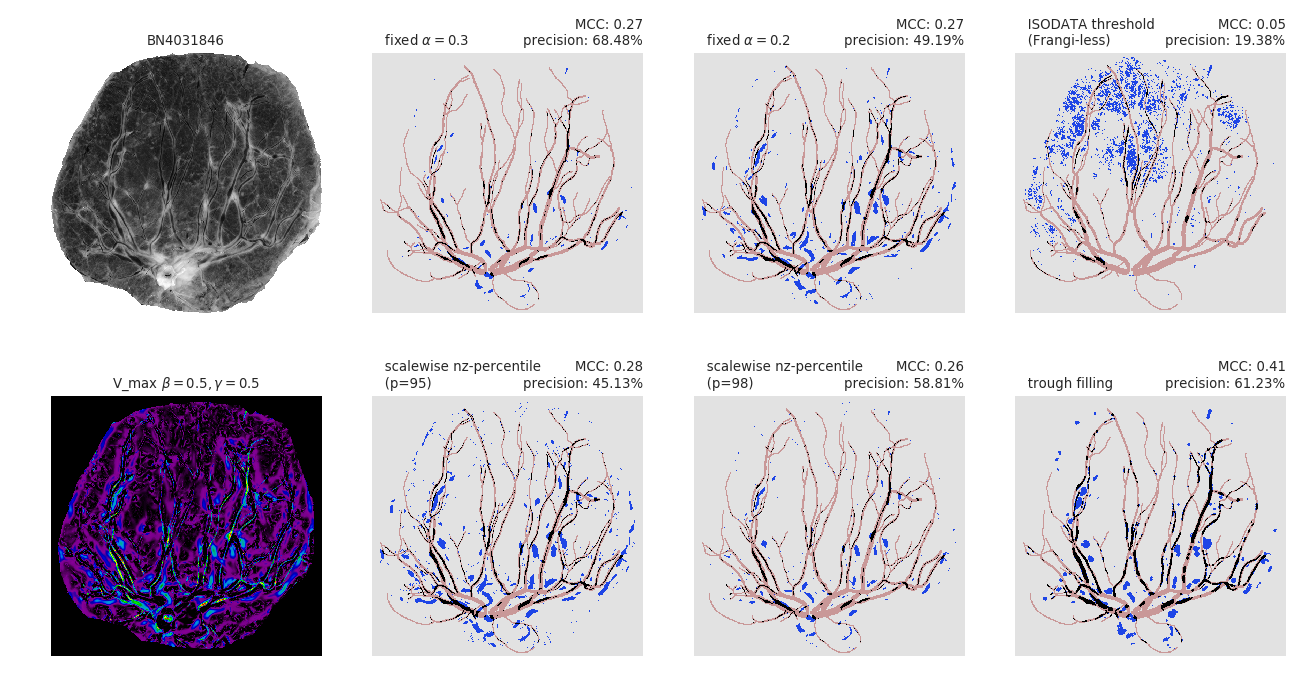 BN4031846
MCC: 0.27
fixed α = 0.3 precision: 68.48%
MCC: 0.27
fixed α = 0.2 precision: 49.19%
ISODATA threshold MCC: 0.05
(Frangi-less) precision: 19.38%
V_max β = 0.5, γ = 0.5
scalewise nz-percentile MCC: 0.28
(p=95) precision: 45.13%
scalewise nz-percentile MCC: 0.26
(p=98) precision: 58.81%
MCC: 0.41
trough filling precision: 61.23%